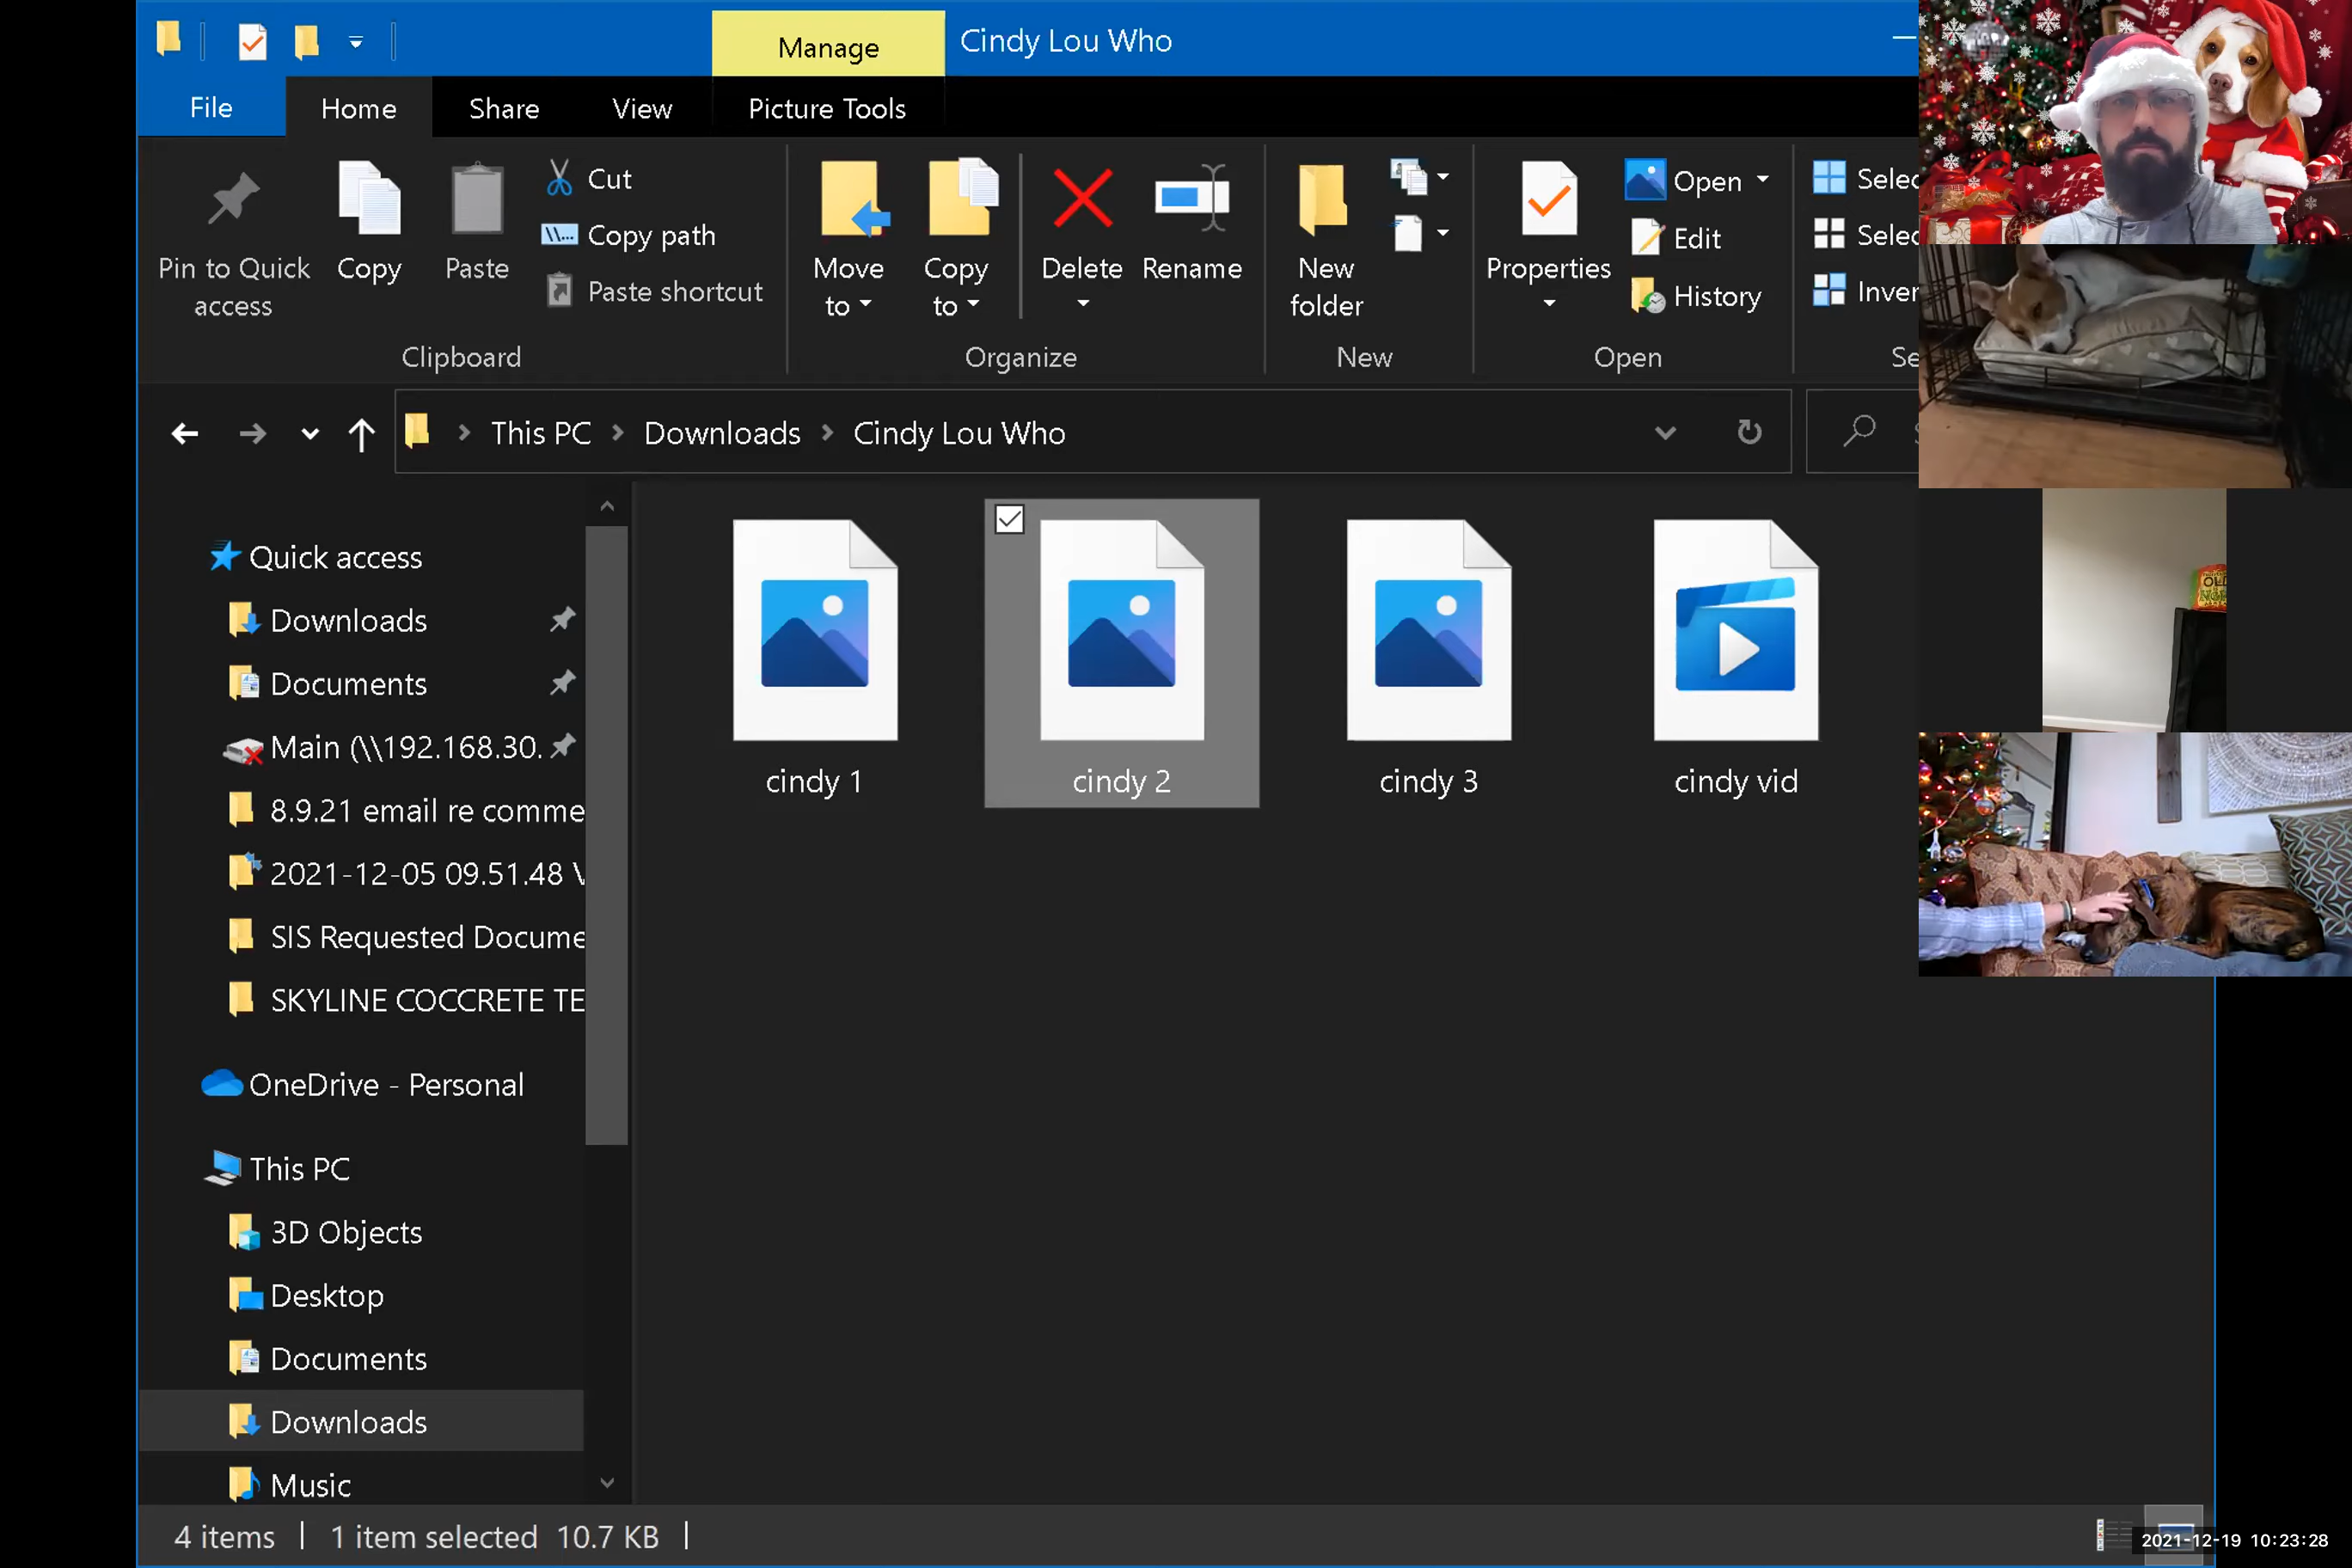 Manage
Cindy Lou Who
File
Home
Share
View
Picture Tools
Pin to Quick access
Copy
Paste
Cut
Copy path
Paste shortcut
Clipboard
Move to
Copy to
Delete
Rename
Organize
New folder
New
Properties
Open
Edit
History
Open
Selec
Selec
Inver
Se
This PC
Downloads
Cindy Lou Who
Quick access
Downloads
Documents
Main (\\192.168.30.
8.9.21 email re comme
2021-12-05 09.51.48 \
SIS Requested Docume
SKYLINE COCCRETE TE
OneDrive - Personal
This PC
3D Objects
Desktop
Documents
Downloads
Music
cindy 1
cindy 2
cindy 3
cindy vid
4 items
1 item selected 10.7 KB
2021-12-19 10:23:28